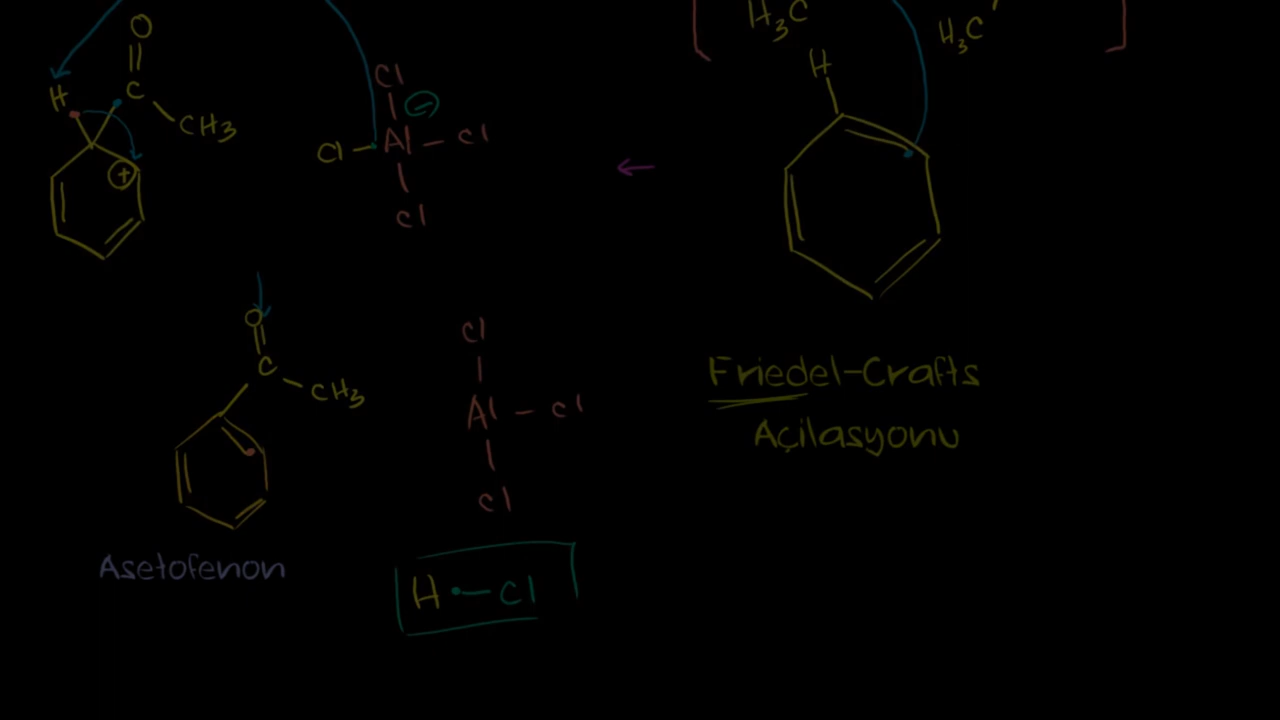 O
C
CH3
H
+
Cl
Cl
Al
Cl
Cl
−
H3C
H3C
H
O
C
CH3
Cl
Al
Cl
Cl
Friedel-Crafts
Açilasyonu
Asetofenon
H
Cl